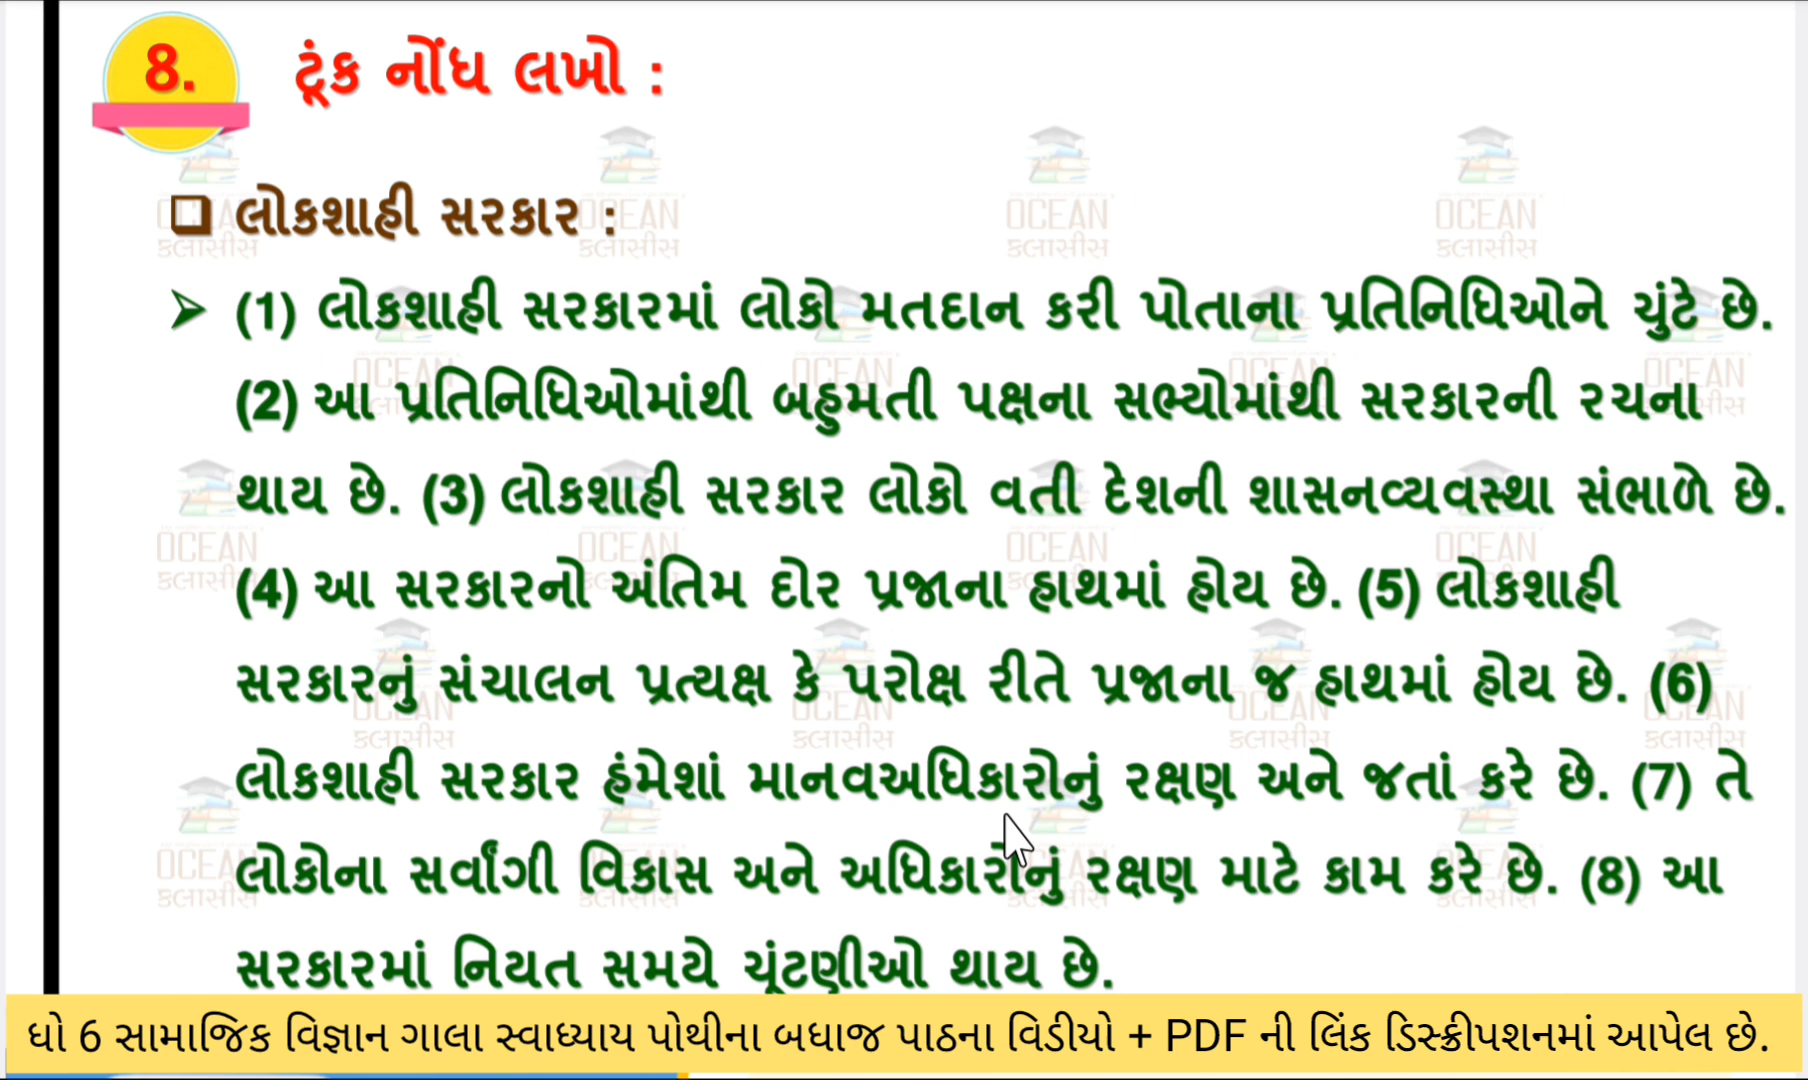 8. ટૂંક નોંધ લખો :
❑ લોકશાહી સરકાર :
➢ (1) લોકશાહી સરકારમાં લોકો મતદાન કરી પોતાના પ્રતિનિધિઓને ચુંટે છે.
(2) આ પ્રતિનિધિઓમાંથી બહુમતી પક્ષના સભ્યોમાંથી સરકારની રચના
થાય છે. (3) લોકશાહી સરકાર લોકો વતી દેશની શાસનવ્યવસ્થા સંભાળે છે.
(4) આ સરકારનો અંતિમ દોર પ્રજાના હાથમાં હોય છે. (5) લોકશાહી
સરકારનું સંચાલન પ્રત્યક્ષ કે પરોક્ષ રીતે પ્રજાના જ હાથમાં હોય છે. (6)
લોકશાહી સરકાર હંમેશાં માનવઅધિકારોનું રક્ષણ અને જતાં કરે છે. (7) તે
લોકોના સર્વાંગી વિકાસ અને અધિકારોનું રક્ષણ માટે કામ કરે છે. (8) આ
સરકારમાં નિયત સમયે ચૂંટણીઓ થાય છે.
ધો 6 સામાજિક વિજ્ઞાન ગાલા સ્વાધ્યાય પોથીના બધાજ પાઠના વિડીયો + PDF ની લિંક ડિસ્ક્રીપશનમાં આપેલ છે.
OCEAN
ક્લાસીસ